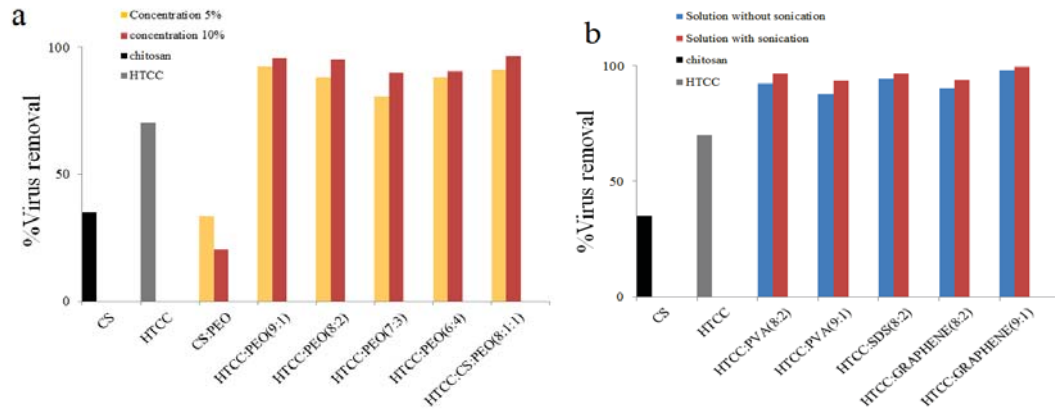 a
Concentration 5%
concentration 10%
chitosan
HTCC
100
50
0
%Virus removal
CS
HTCC
CS:PEO
HTCC:PEO(9:1)
HTCC:PEO(8:2)
HTCC:PEO(7:3)
HTCC:PEO(6:4)
HTCC:CS:PEO(8:1:1)
b
Solution without sonication
Solution with sonication
chitosan
HTCC
100
50
0
%Virus removal
CS
HTCC
HTCC:PVA(8:2)
HTCC:PVA(9:1)
HTCC:SDS(8:2)
HTCC:GRAPHENE(8:2)
HTCC:GRAPHENE(9:1)